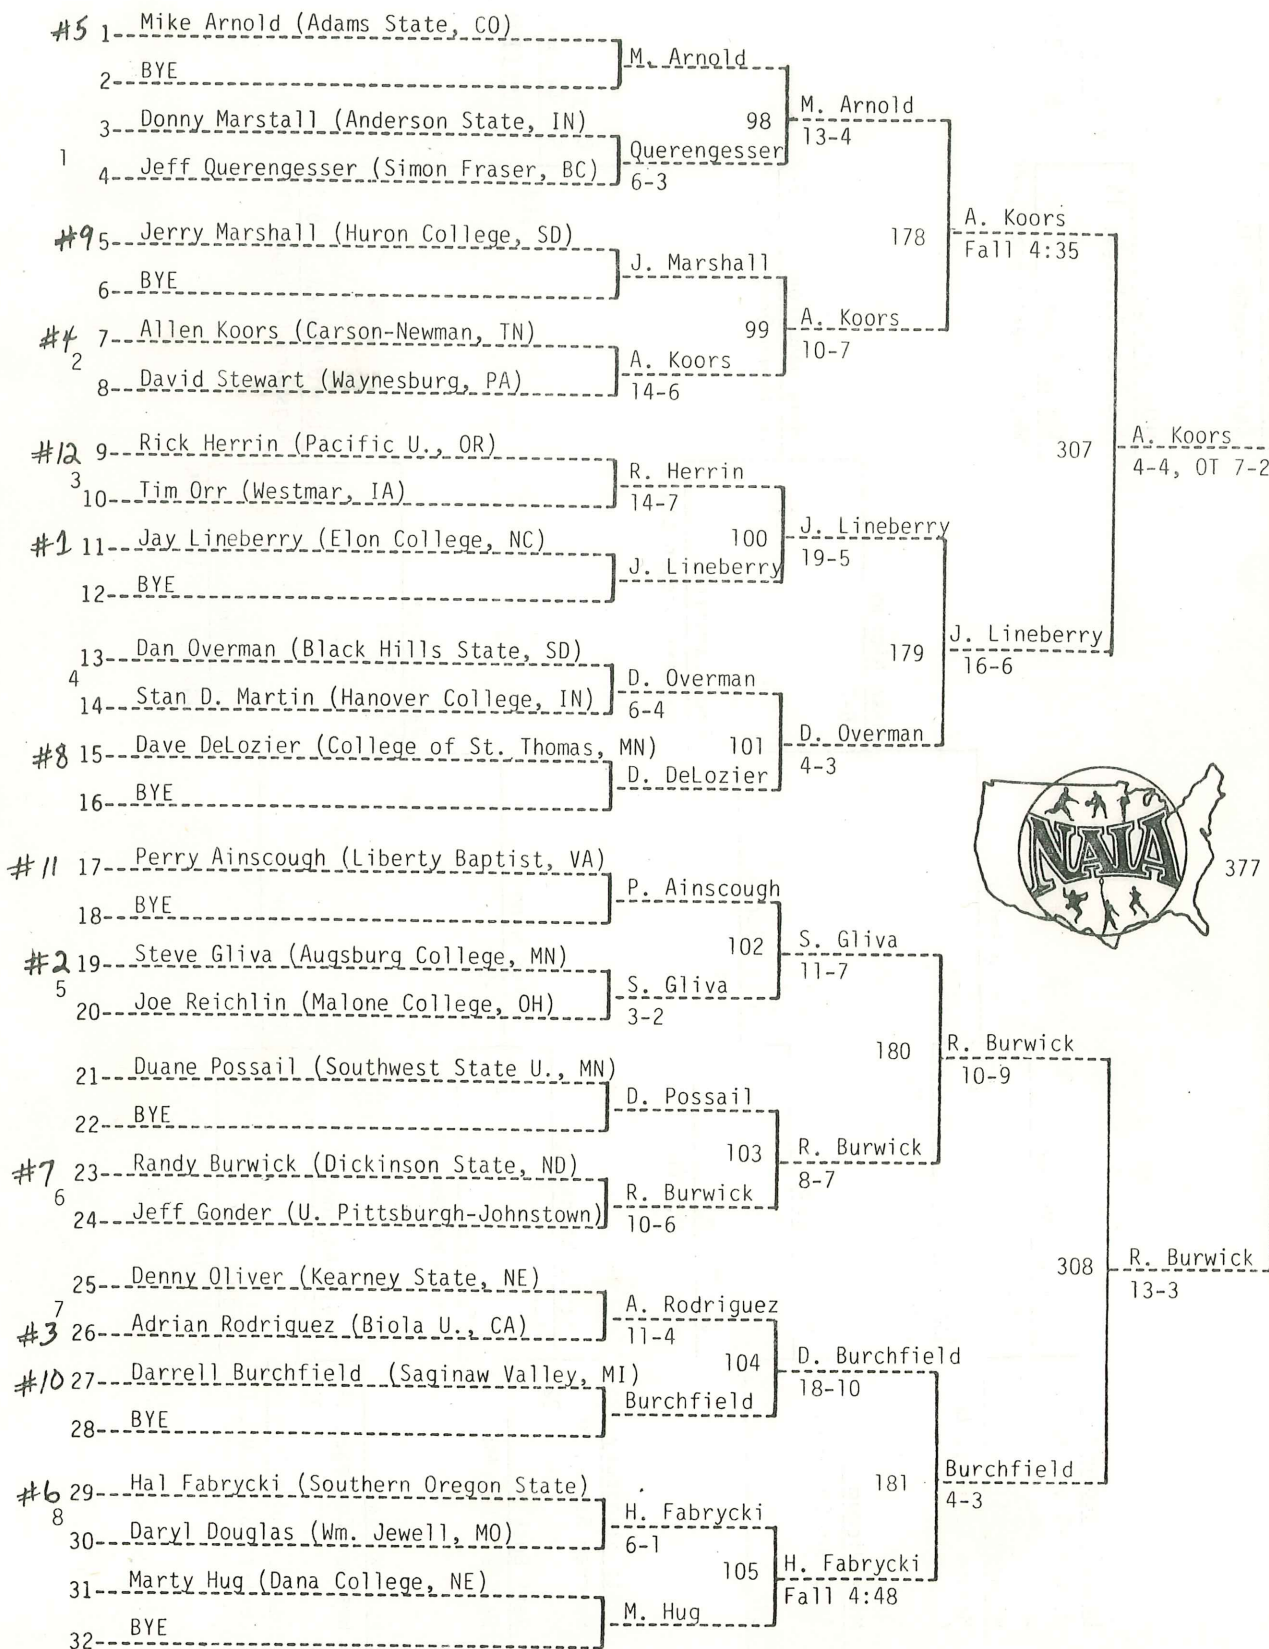 #5 1 Mike Arnold (Adams State, CO)
2 BYE
M. Arnold
1
3 Donny Marstall (Anderson State, IN)
4 Jeff Querengesser (Simon Fraser, BC)
Querengesser
6-3
98
M. Arnold
13-4
#9 5 Jerry Marshall (Huron College, SD)
6 BYE
J. Marshall
#4 7 Allen Koors (Carson-Newman, TN)
2
8 David Stewart (Waynesburg, PA)
A. Koors
14-6
99
A. Koors
10-7
178
A. Koors
Fall 4:35
#12 9 Rick Herrin (Pacific U., OR)
3
10 Tim Orr (Westmar, IA)
R. Herrin
14-7
#1 11 Jay Lineberry (Elon College, NC)
12 BYE
J. Lineberry
100
J. Lineberry
19-5
13 Dan Overman (Black Hills State, SD)
4
14 Stan D. Martin (Hanover College, IN)
D. Overman
6-4
#8 15 Dave DeLozier (College of St. Thomas, MN)
16 BYE
D. DeLozier
101
D. Overman
4-3
179
J. Lineberry
16-6
307
A. Koors
4-4, OT 7-2
#11 17 Perry Ainscough (Liberty Baptist, VA)
18 BYE
P. Ainscough
#2 19 Steve Gliva (Augsburg College, MN)
5
20 Joe Reichlin (Malone College, OH)
S. Gliva
3-2
102
S. Gliva
11-7
21 Duane Possail (Southwest State U., MN)
22 BYE
D. Possail
#7 23 Randy Burwick (Dickinson State, ND)
6
24 Jeff Gonder (U. Pittsburgh-Johnstown)
R. Burwick
10-6
103
R. Burwick
8-7
180
R. Burwick
10-9
25 Denny Oliver (Kearney State, NE)
7
#3 26 Adrian Rodriquez (Biola U., CA)
A. Rodriguez
11-4
#10 27 Darrell Burchfield (Saginaw Valley, MI)
28 BYE
Burchfield
104
D. Burchfield
18-10
#6 29 Hal Fabrycki (Southern Oregon State)
8
30 Daryl Douglas (Wm. Jewell, MO)
H. Fabrycki
6-1
31 Marty Hug (Dana College, NE)
32 BYE
M. Hug
105
H. Fabrycki
Fall 4:48
181
Burchfield
4-3
308
R. Burwick
13-3
NAIA
377